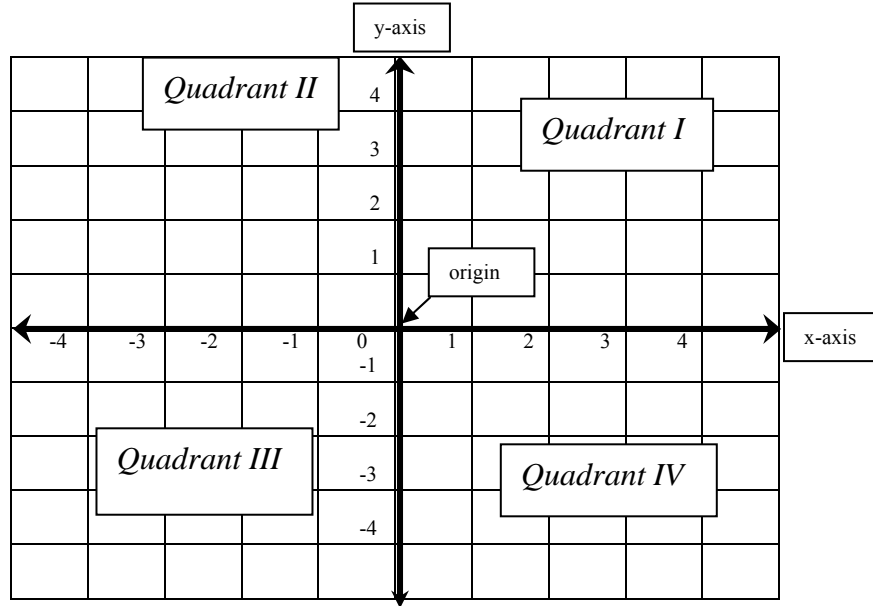 y-axis
Quadrant II
4
Quadrant I
3
2
1
origin
-4 -3 -2 -1 0 1 2 3 4
x-axis
-1
-2
Quadrant III
Quadrant IV
-3
-4